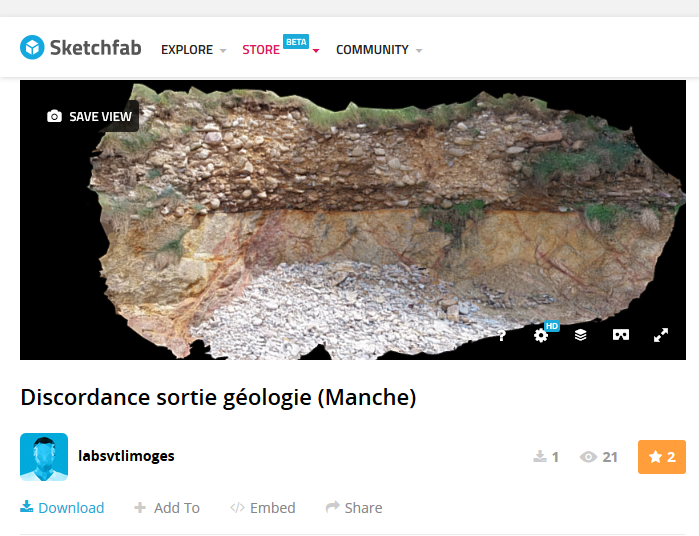 Sketchfab EXPLORE STORE BETA COMMUNITY
SAVE VIEW
? HD
Discordance sortie géologie (Manche)
labsvtlimoges 1 21 2
Download Add To Embed Share